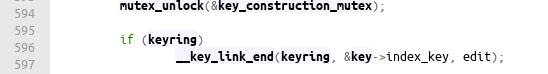 mutex_unlock(&key_construction_mutex);
594
595
if (keyring)
596
__key_link_end(keyring, &key->index_key, edit);
597